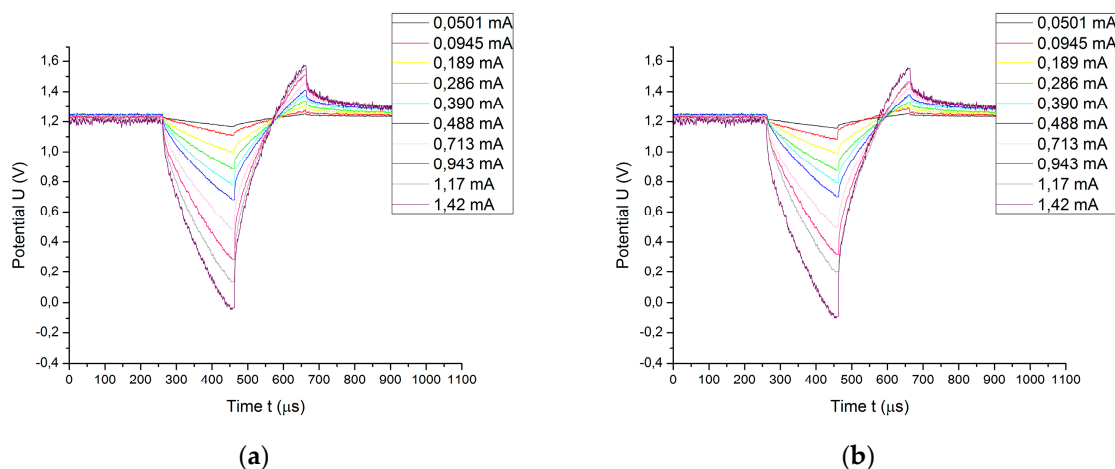 0,0501 mA
0.0945 mA
0,189 mA
0,286 mA
0,390 mA
0,488 mA
0,713 mA
0,943 mA
1,17 mA
1,42 mA
1,6
1,4
1,2
1,0
0,8
0,6
0,4
0,2
0,0
-0,2
-0,4
Potential U (V)
0 100 200 300 400 500 600 700 800 900 1000 1100
Time t (μs)
(a)
0,0501 mA
0.0945 mA
0,189 mA
0,286 mA
0,390 mA
0,488 mA
0,713 mA
0,943 mA
1,17 mA
1,42 mA
1,6
1,4
1,2
1,0
0,8
0,6
0,4
0,2
0,0
-0,2
-0,4
Potential U (V)
0 100 200 300 400 500 600 700 800 900 1000 1100
Time t (μs)
(b)